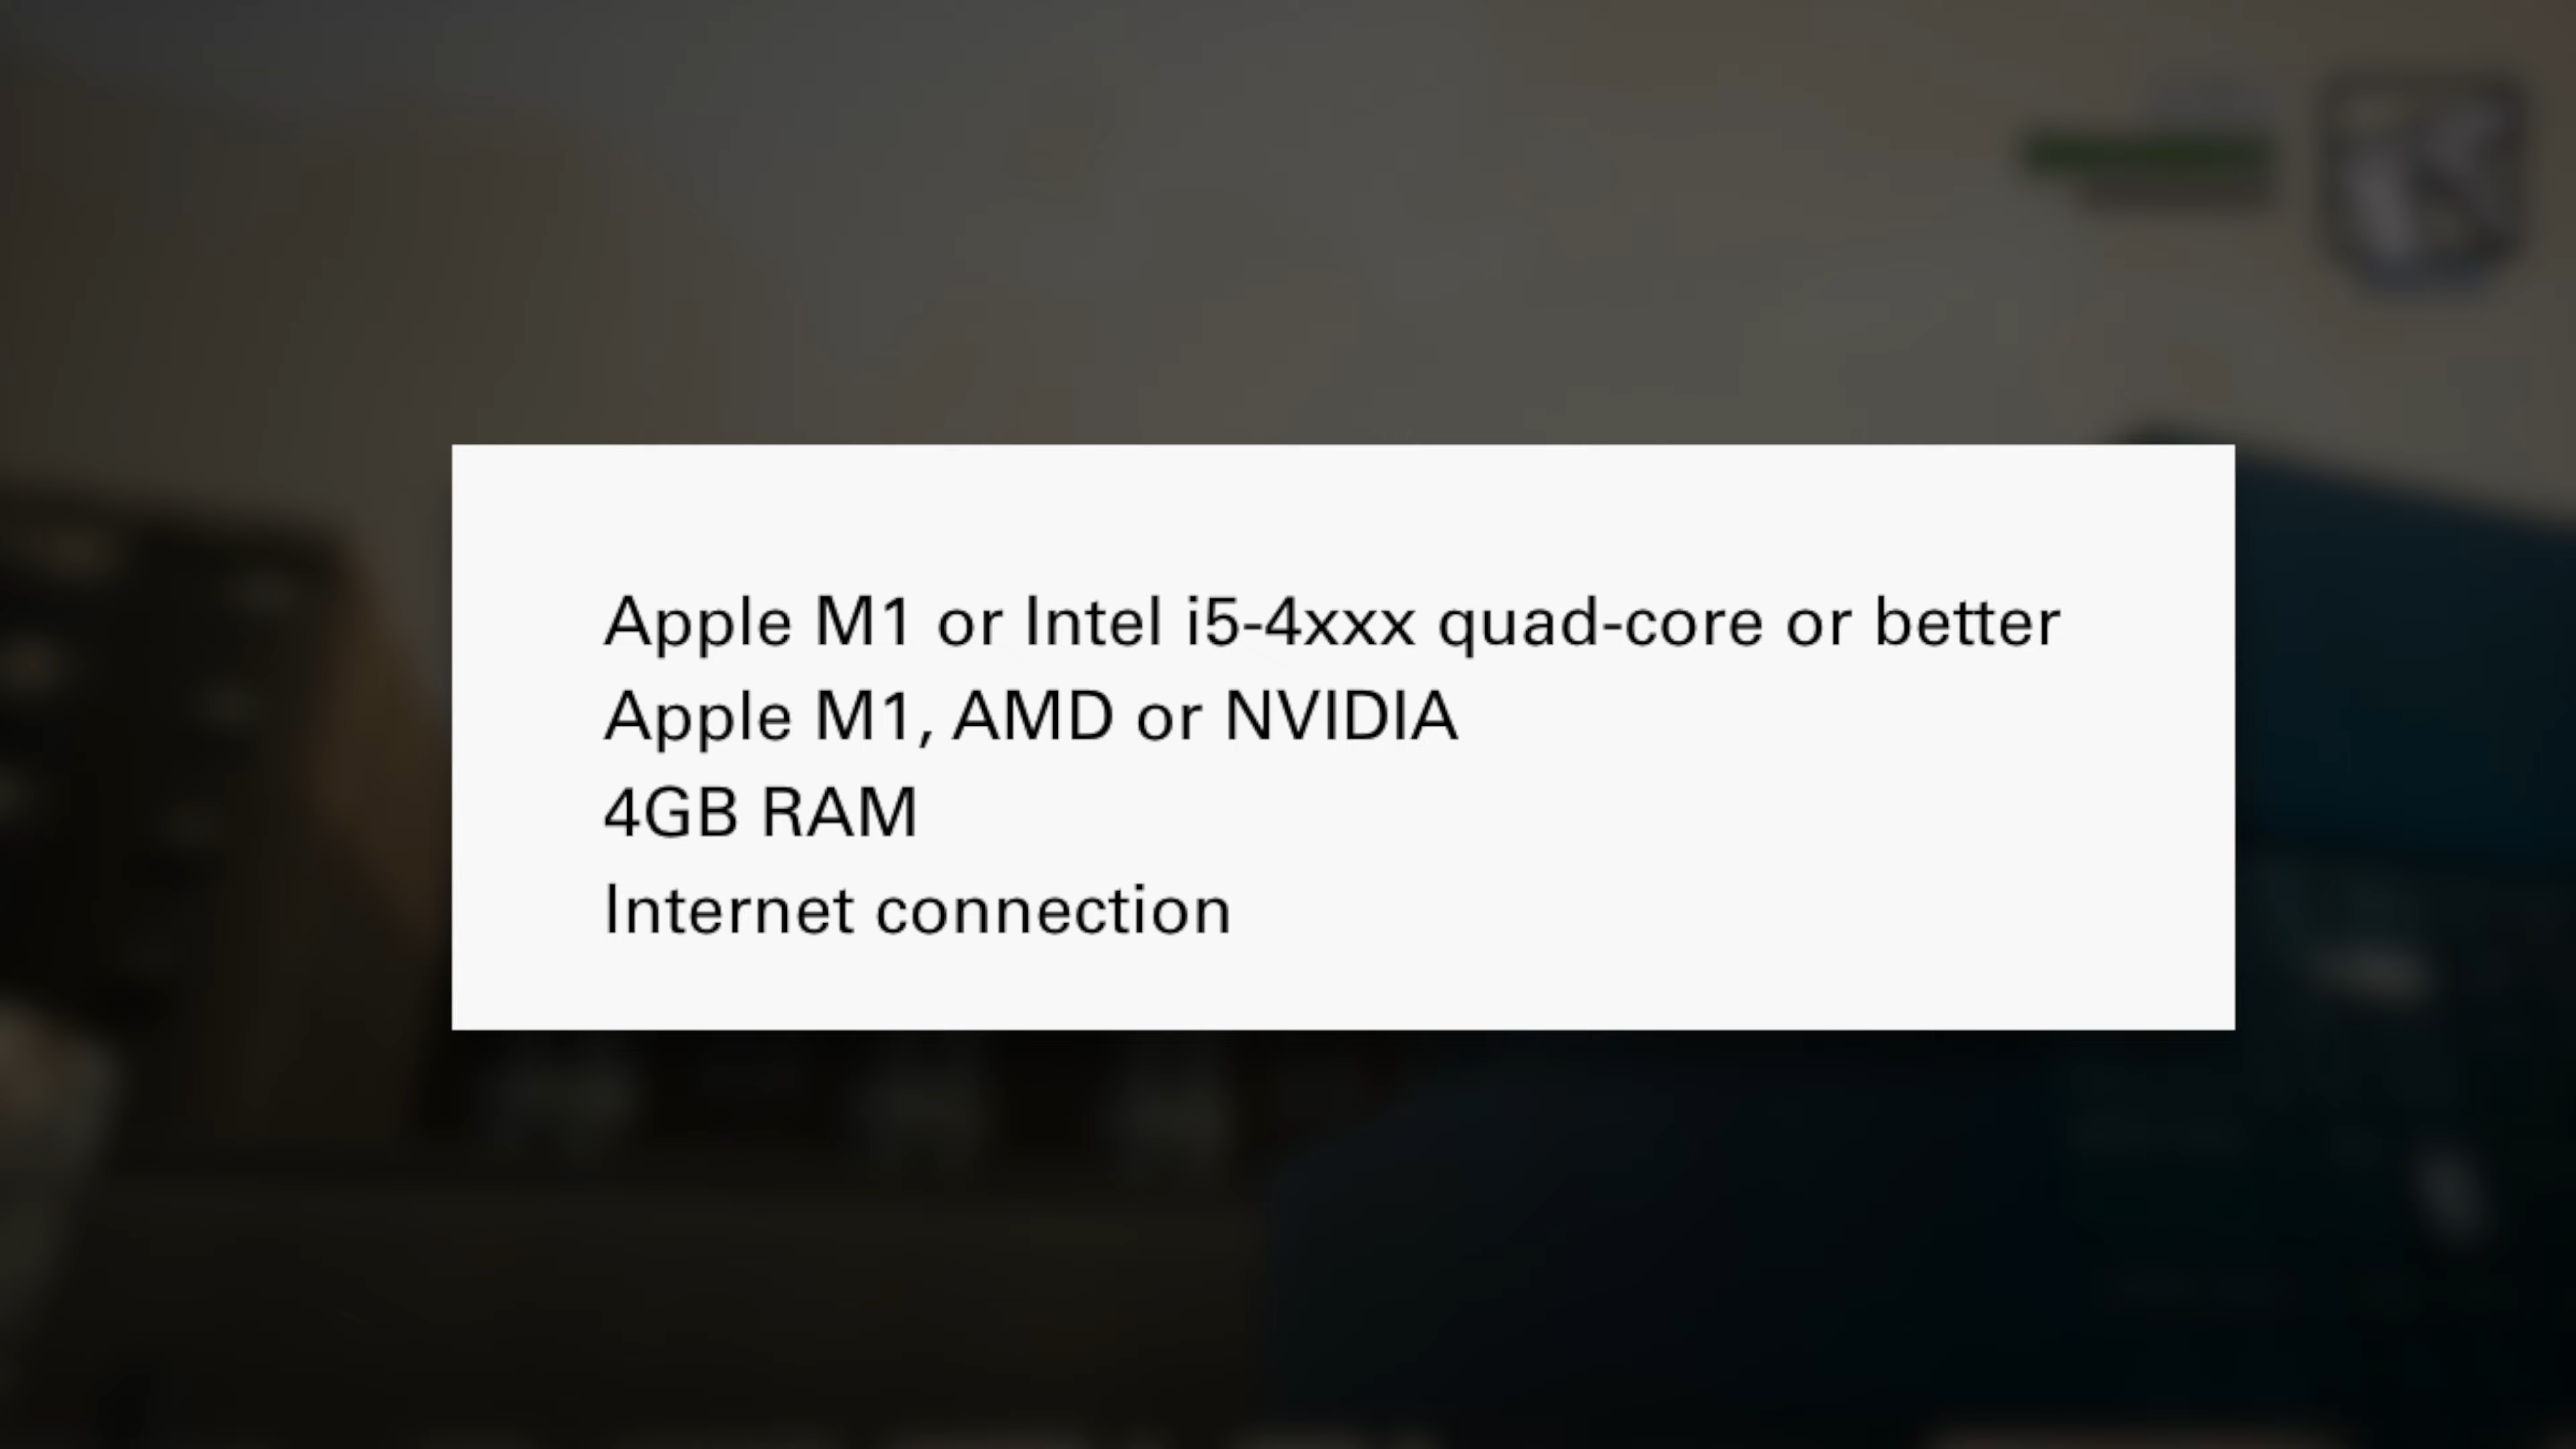 Apple M1 or Intel i5-4xxx quad-core or better
Apple M1, AMD or NVIDIA
4GB RAM
Internet connection